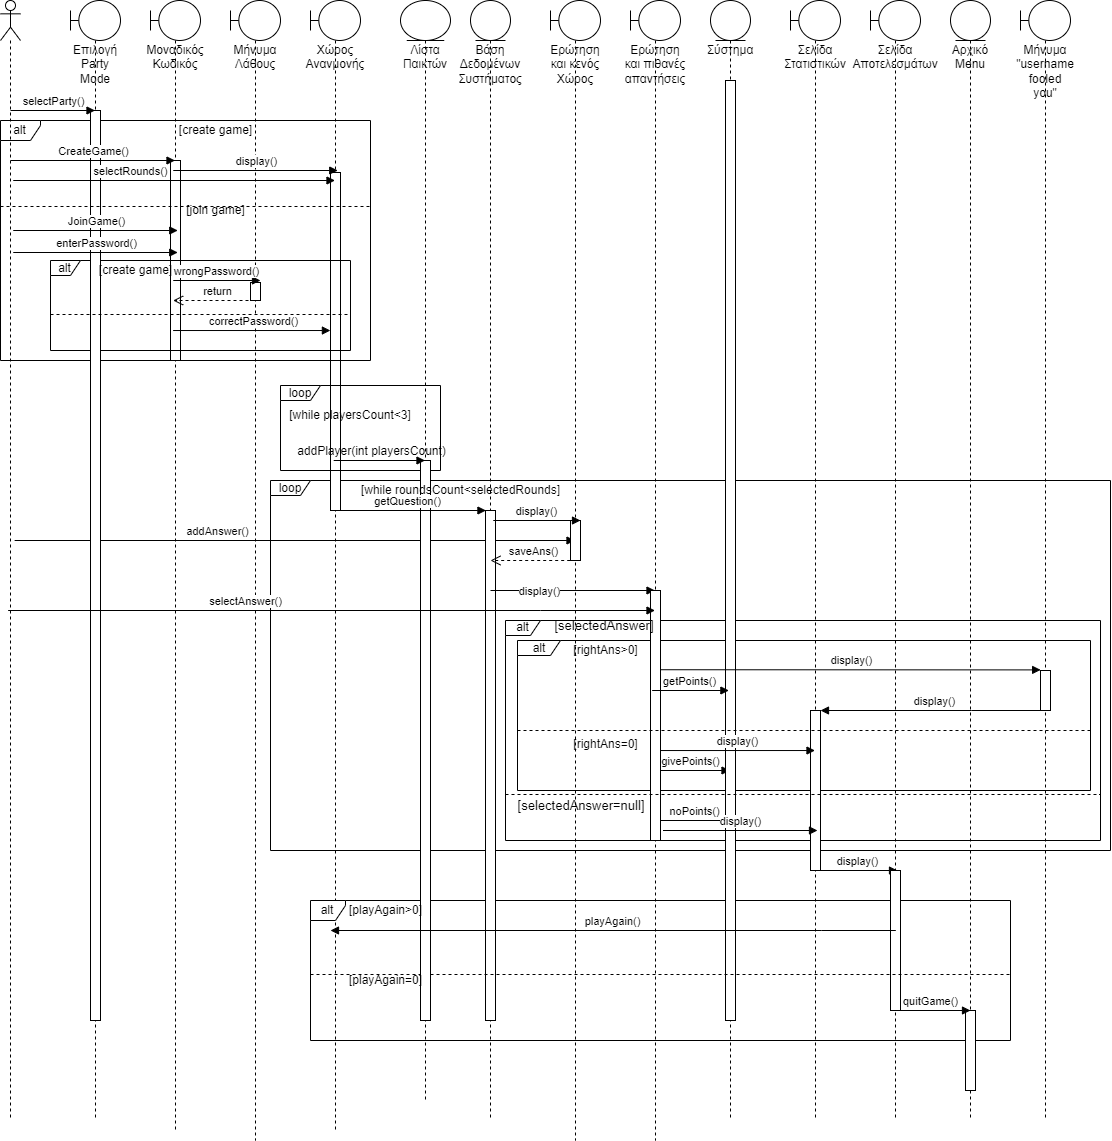 Επιλογή
Party
Mode
Μοναδικός
Κωδικός
Μήνυμα
Λάθους
Χώρος
Αναμονής
Λίστα
Παικτών
Βάση
Δεδομένων
Συστήματος
Ερώτηση
και κενός
Χώρος
Ερώτηση
και πιθανές
απαντήσεις
Σύστημα
Σελίδα
Στατιστικών
Σελίδα
Αποτελεσμάτων
Αρχικό
Menu
Μήνυμα
"username
fooled
you"
selectParty()
alt
[create game]
CreateGame()
display()
selectRounds()
[join game]
JoinGame()
enterPassword()
alt
[create game]
wrongPassword()
return
correctPassword()
loop
[while playersCount<3]
addPlayer(int playersCount)
loop
[while roundsCount<selectedRounds]
getQuestion()
display()
addAnswer()
saveAns()
display()
selectAnswer()
alt
[selectedAnswer]
alt
[rightAns>0]
display()
getPoints()
display()
[rightAns=0]
display()
givePoints()
[selectedAnswer=null]
noPoints()
display()
display()
alt
[playAgain>0]
playAgain()
[playAgain=0]
quitGame()